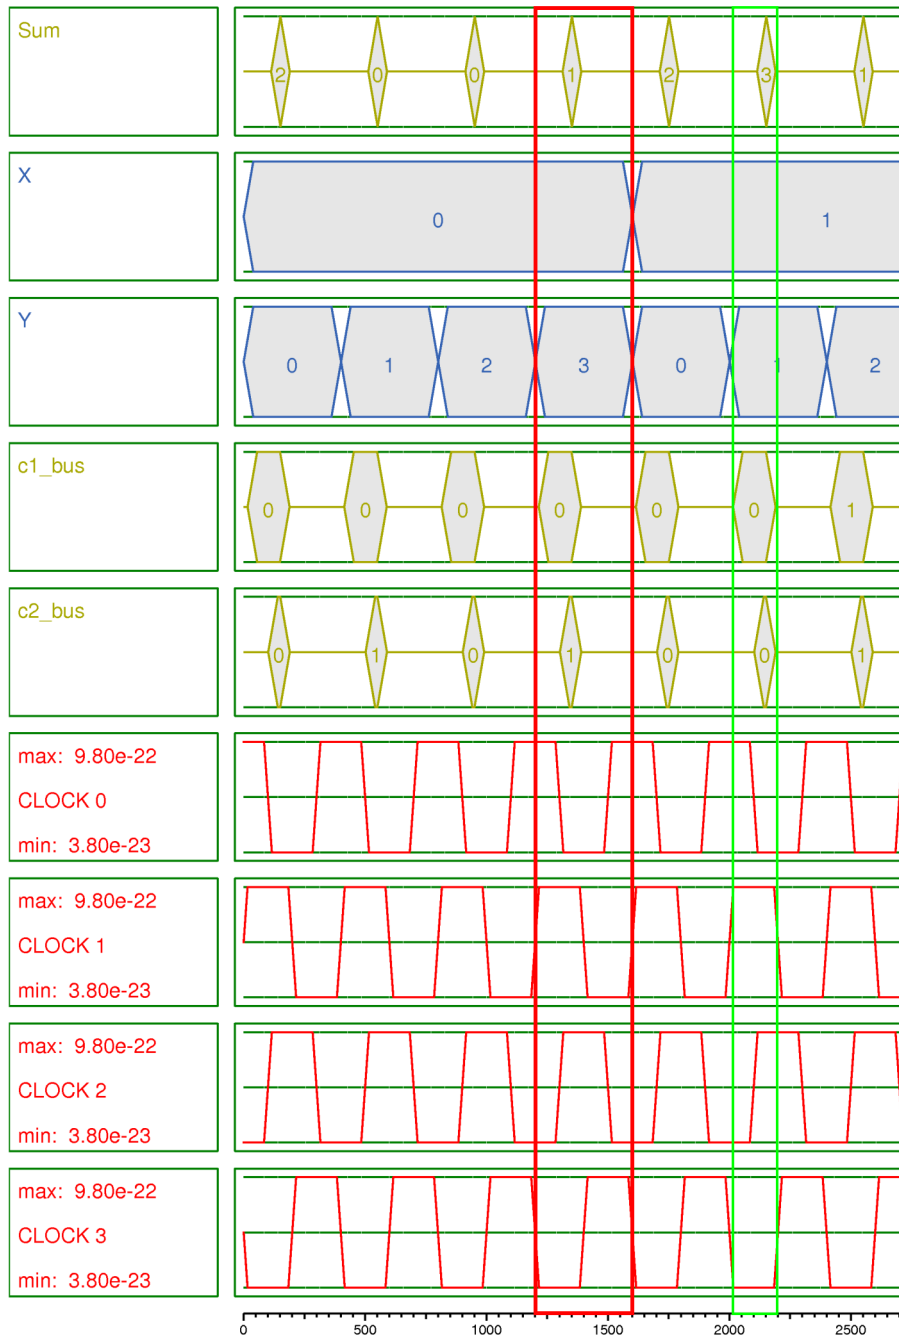 Sum
2 0 0 1 2 3 1
X
0 1
Y
0 1 2 3 0 1 2
c1_bus
0 0 0 0 0 0 1
c2_bus
0 1 0 1 0 0 1
max: 9.80e-22
CLOCK 0
min: 3.80e-23
max: 9.80e-22
CLOCK 1
min: 3.80e-23
max: 9.80e-22
CLOCK 2
min: 3.80e-23
max: 9.80e-22
CLOCK 3
min: 3.80e-23
0 500 1000 1500 2000 2500